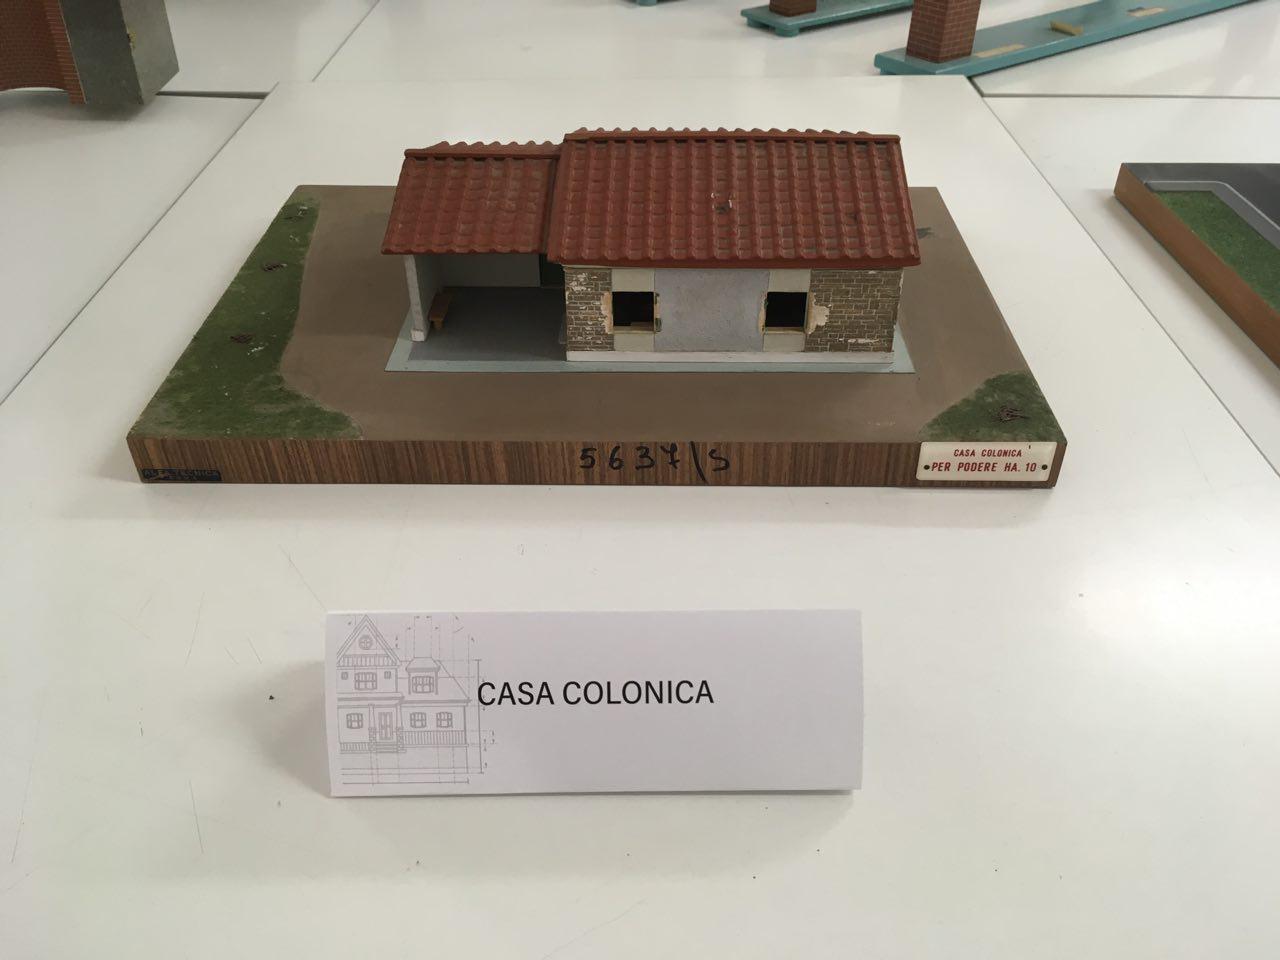 5637/S
CASA COLONICA
PER PODERE HA. 10
CASA COLONICA